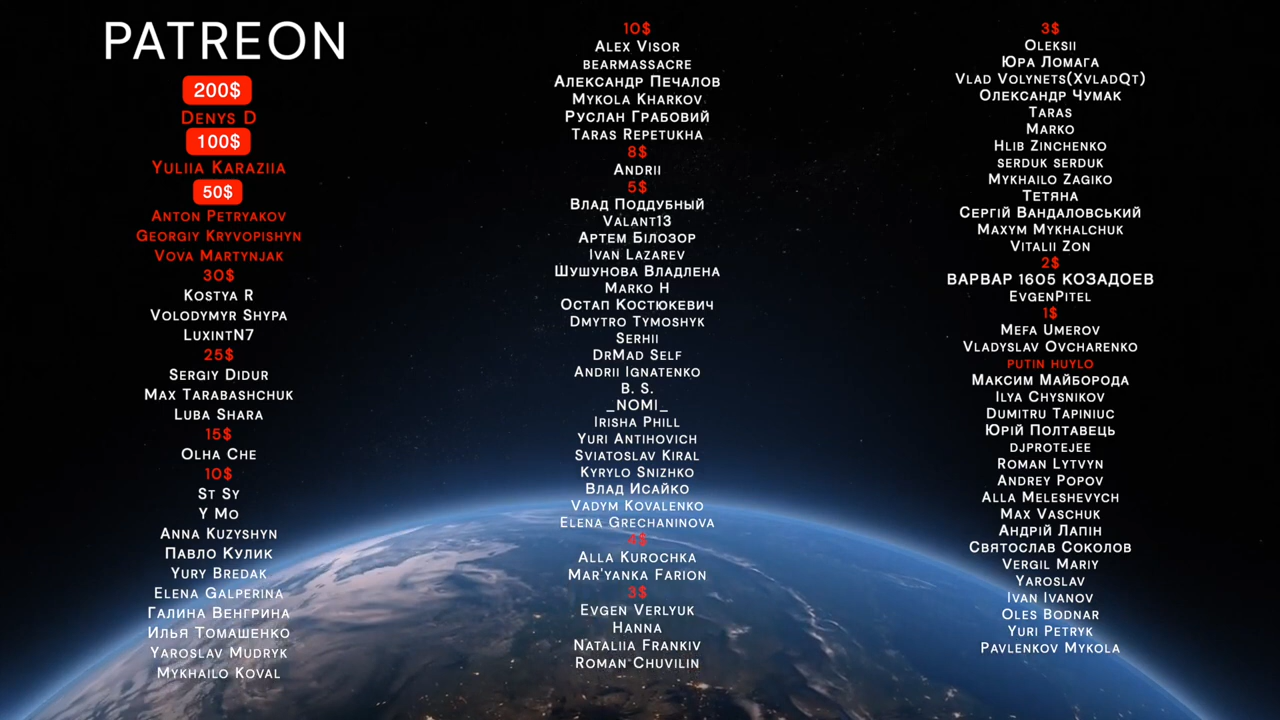 PATREON
200$
DENYS D
100$
YULIIA KARAZIIA
50$
ANTON PETRYAKOV
GEORGIY KRYVOPISHYN
VOVA MARTYNJAK
30$
KOSTYA R
VOLODYMYR SHYPA
LUXINTN7
25$
SERGIY DIDUR
MAX TARABASHCHUK
LUBA SHARA
15$
OLHA CHE
10$
ST SY
Y MO
ANNA KUZYSHYN
ПАВЛО КУЛИК
YURY BREDAK
ELENA GALPERINA
ГАЛИНА ВЕНГРИНА
ИЛЬЯ ТОМАШЕНКО
YAROSLAV MUDRYK
MYKHAILO KOVAL
10$
ALEX VISOR
BEARMASSACRE
АЛЕКСАНДР ПЕЧАЛОВ
MYKOLA KHARKOV
РУСЛАН ГРАБОВИЙ
TARAS REPETUKHA
8$
ANDRII
5$
ВЛАД ПОДДУБНЫЙ
VALANT13
АРТЕМ БІЛОЗОР
IVAN LAZAREV
ШУШУНОВА ВЛАДЛЕНА
MARKO H
ОСТАП КОСТЮКЕВИЧ
DMYTRO TYMOSHYK
SERHII
DRMAD SELF
ANDRII IGNATENKO
B. S.
_NOMI_
IRISHA PHILL
YURI ANTIHOVICH
SVIATOSLAV KIRAL
KYRYLO SNIZHKO
ВЛАД ИСАЙКО
VADYM KOVALENKO
ELENA GRECHANINOVA
4$
ALLA KUROCHKA
MAR'YANKA FARION
3$
EVGEN VERLYUK
HANNA
NATALIIA FRANKIV
ROMAN CHUVILIN
3$
OLEKSII
ЮРА ЛОМАГА
VLAD VOLYNETS(XVLADQT)
ОЛЕКСАНДР ЧУМАК
TARAS
MARKO
HLIB ZINCHENKO
SERDUK SERDUK
MYKHAILO ZAGIKO
ТЕТЯНА
СЕРГІЙ ВАНДАЛОВСЬКИЙ
MAXYM MYKHALCHUK
VITALII ZON
2$
ВАРВАР 1605 КОЗАДОЕВ
EVGENPITEL
1$
MEFA UMEROV
VLADYSLAV OVCHARENKO
PUTIN HUYLO
МАКСИМ МАЙБОРОДА
ILYA CHYSNIKOV
DUMITRU TAPINIUC
ЮРІЙ ПОЛТАВЕЦЬ
DJPROTEJEE
ROMAN LYTVYN
ANDREY POPOV
ALLA MELESHEVYCH
MAX VASCHUK
АНДРІЙ ЛАПІН
СВЯТОСЛАВ СОКОЛОВ
VERGIL MARIY
YAROSLAV
IVAN IVANOV
OLES BODNAR
YURI PETRYK
PAVLENKOV MYKOLA